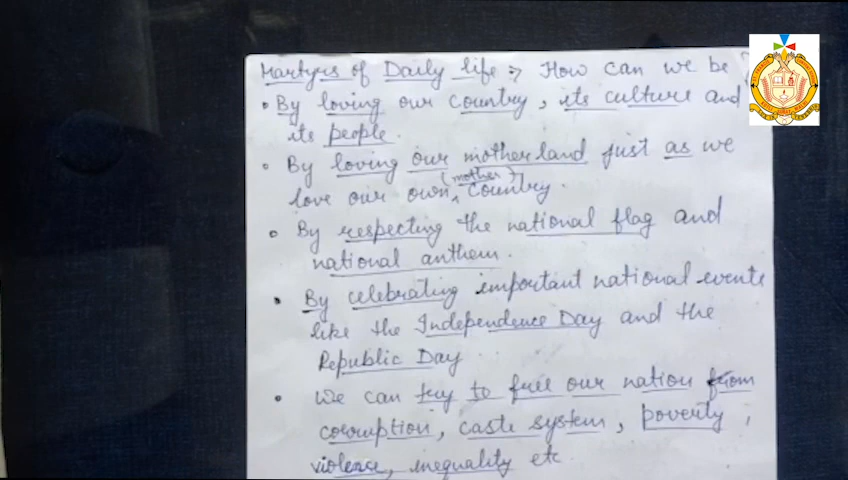 Martyrs of Daily life :→ How can we be ?
• By loving our country, its culture and
its people.
• By loving our motherland just as we
love our own (mother) country.
• By respecting the national flag and
national anthem.
• By celebrating important national events
like the Independence Day and the
Republic Day.
• We can try to free our nation from
corruption, caste system, poverty,
violence, inequality etc